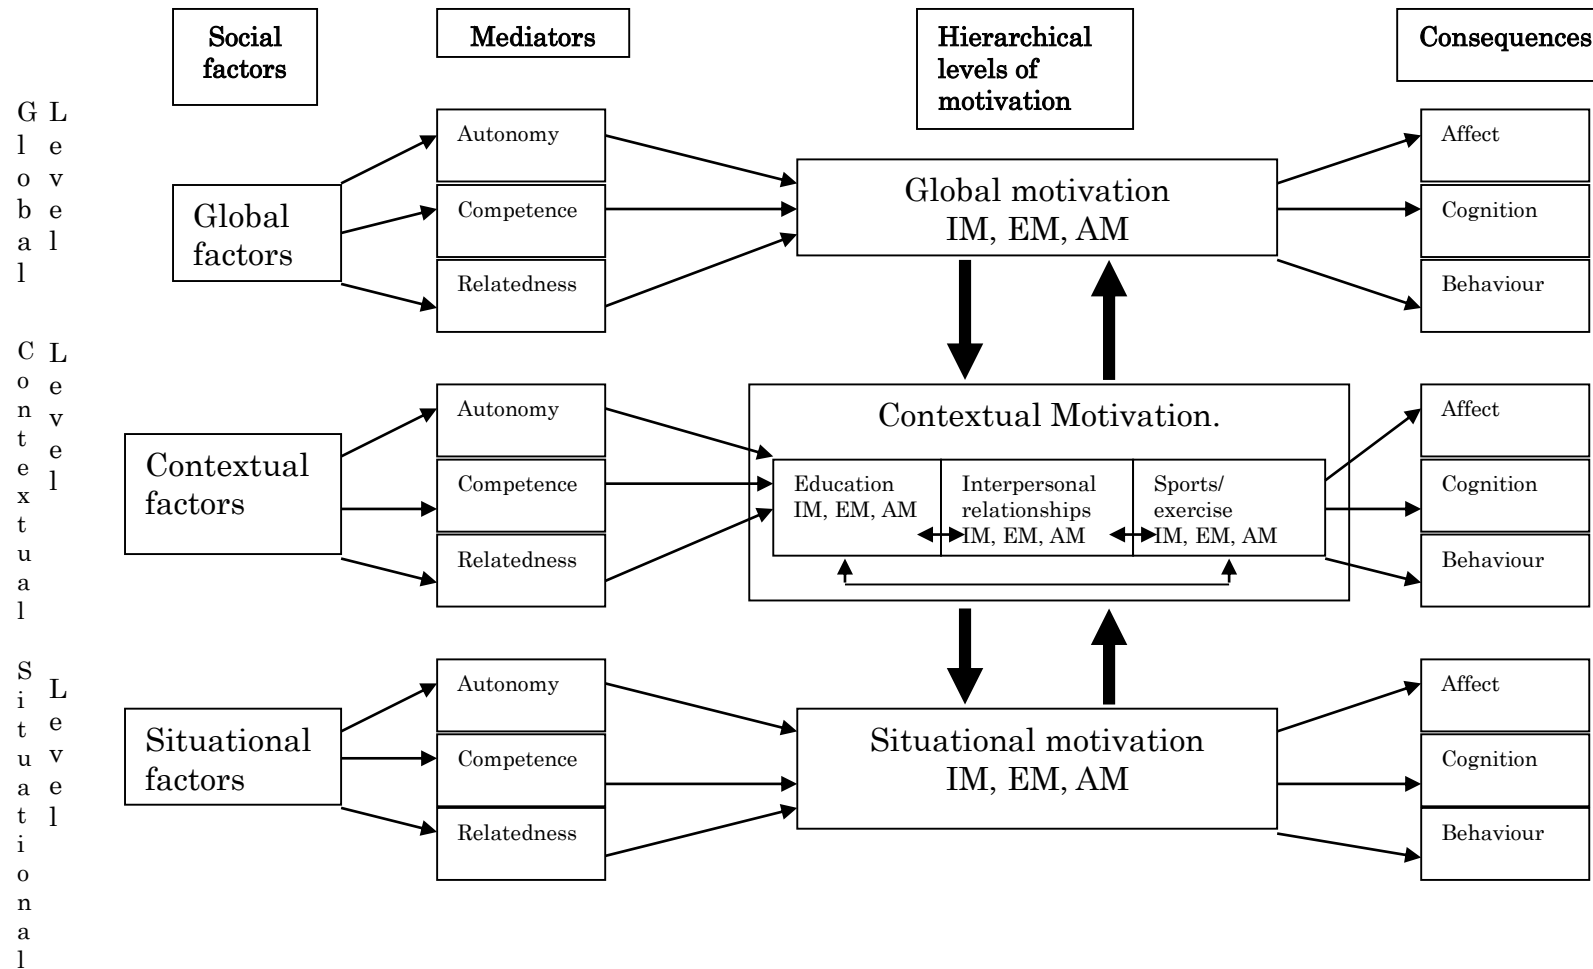 Social
factors
Mediators
Hierarchical
levels of
motivation
Consequences
Global
Level
Global
factors
Autonomy
Competence
Relatedness
Global motivation
IM, EM, AM
Affect
Cognition
Behaviour
Contextual
Level
Contextual
factors
Autonomy
Competence
Relatedness
Contextual Motivation.
Education
IM, EM, AM
Interpersonal
relationships
IM, EM, AM
Sports/
exercise
IM, EM, AM
Affect
Cognition
Behaviour
Situational
Level
Situational
factors
Autonomy
Competence
Relatedness
Situational motivation
IM, EM, AM
Affect
Cognition
Behaviour